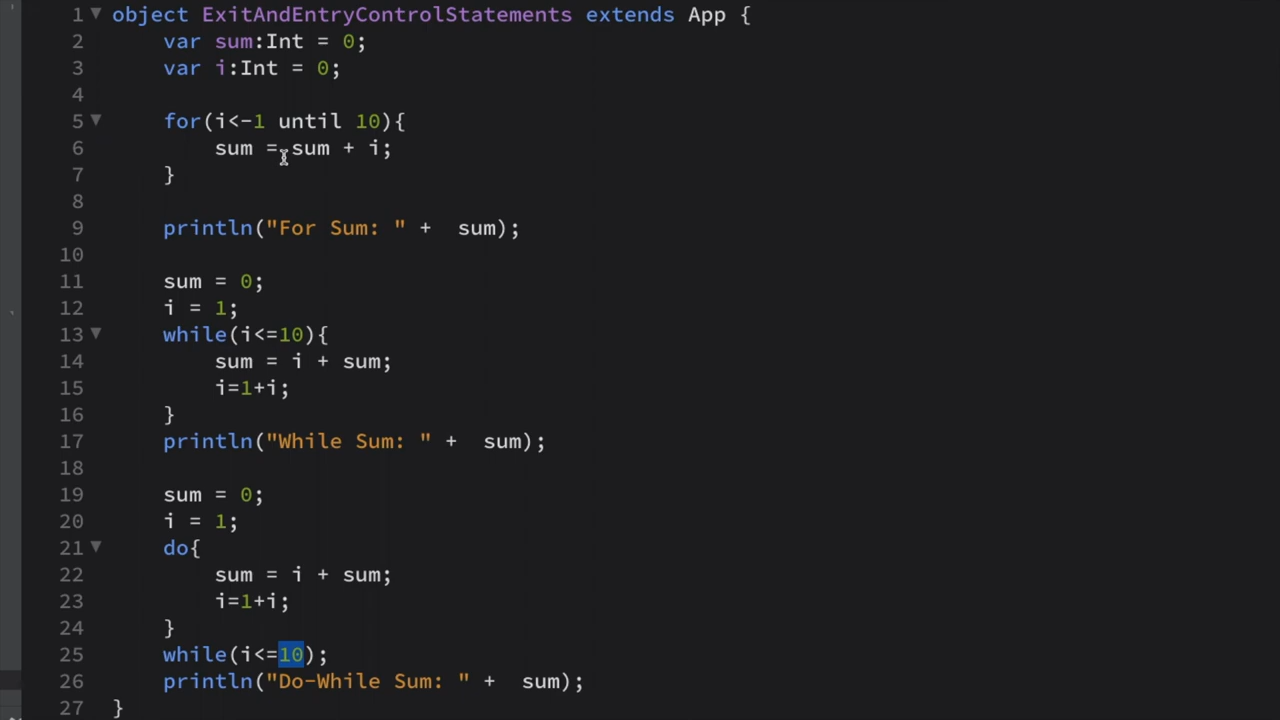 1 object ExitAndEntryControlStatements extends App {
2 var sum:Int = 0;
3 var i:Int = 0;
4
5 for(i<-1 until 10){
6 sum = sum + i;
7 }
8
9 println("For Sum: " +  sum);
10
11 sum = 0;
12 i = 1;
13 while(i<=10){
14 sum = i + sum;
15 i=1+i;
16 }
17 println("While Sum: " +  sum);
18
19 sum = 0;
20 i = 1;
21 do{
22 sum = i + sum;
23 i=1+i;
24 }
25 while(i<=10);
26 println("Do-While Sum: " +  sum);
27 }